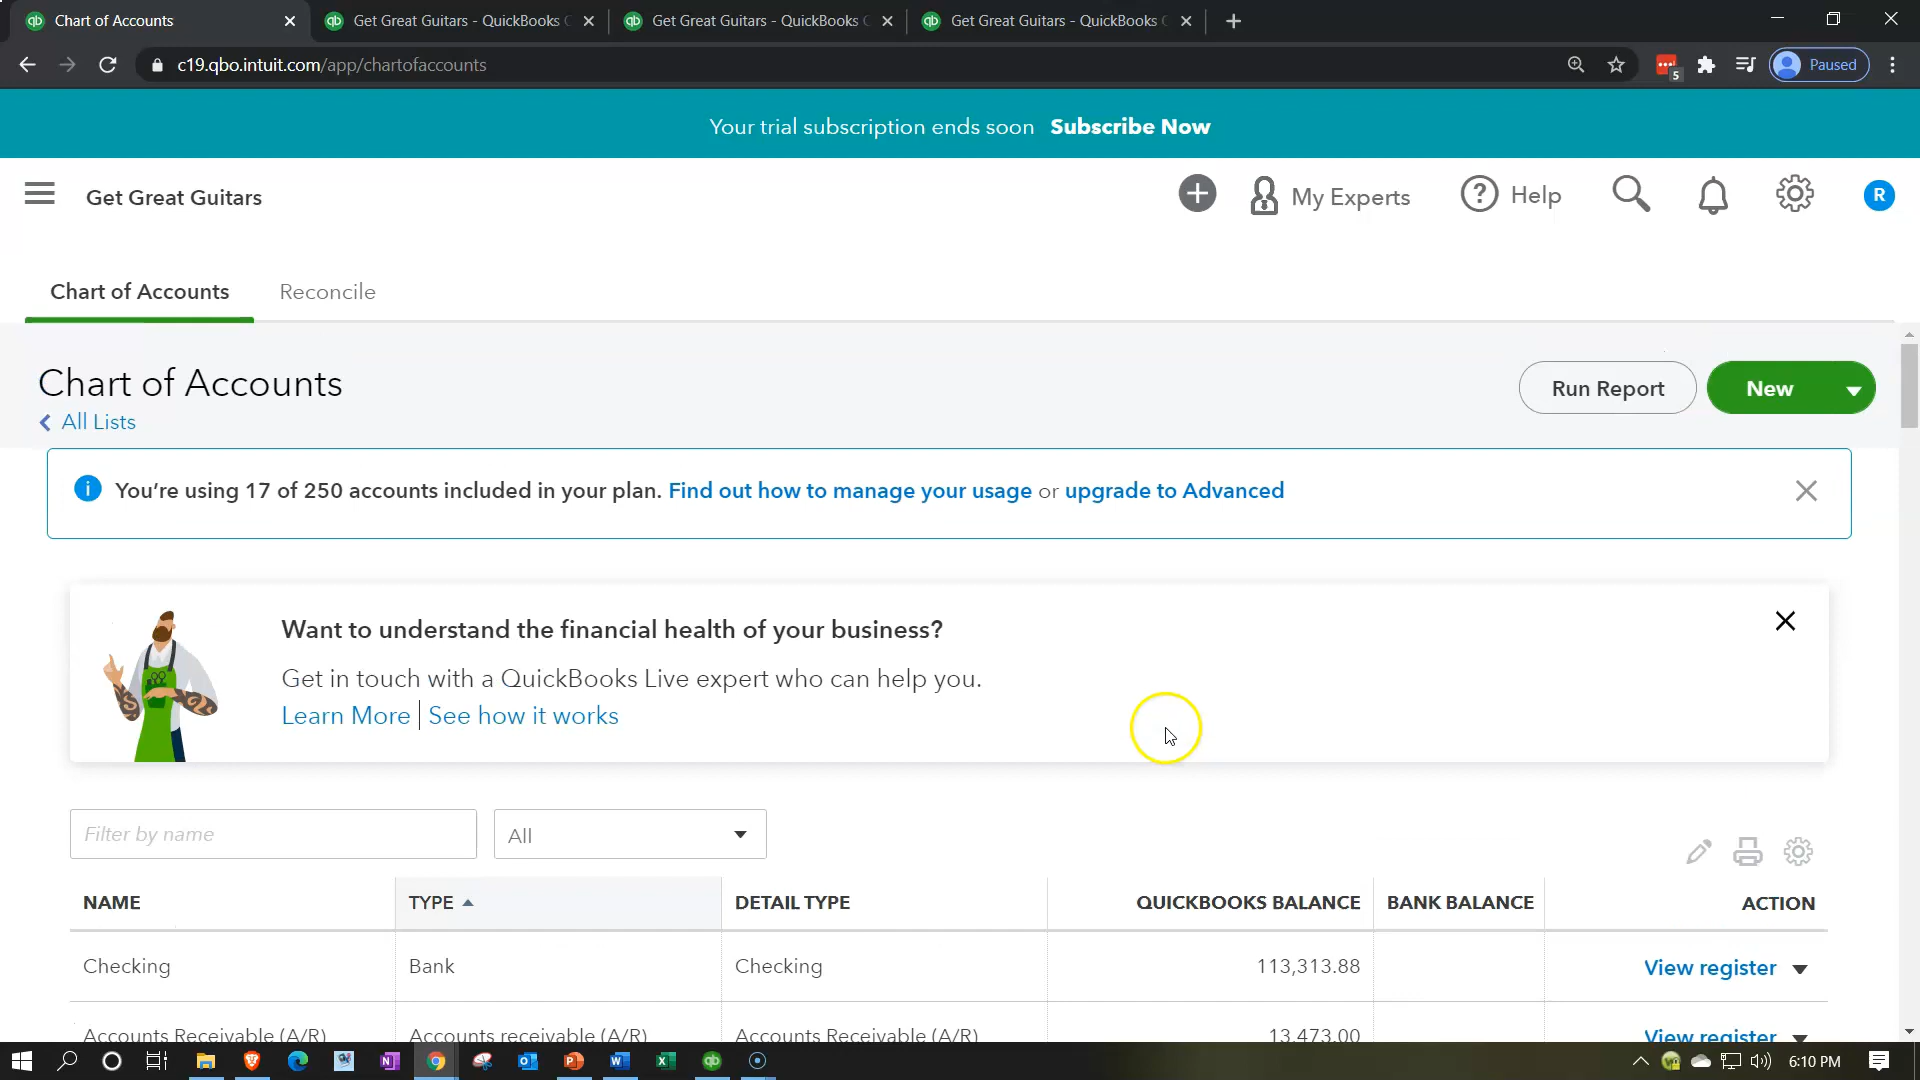 Chart of Accounts
Get Great Guitars - QuickBooks C
Get Great Guitars - QuickBooks C
Get Great Guitars - QuickBooks C
c19.qbo.intuit.com/app/chartofaccounts
5
Paused
Your trial subscription ends soon Subscribe Now
Get Great Guitars
My Experts
Help
R
Chart of Accounts
Reconcile
Chart of Accounts
All Lists
Run Report
New
You're using 17 of 250 accounts included in your plan. Find out how to manage your usage or upgrade to Advanced
Want to understand the financial health of your business?
Get in touch with a QuickBooks Live expert who can help you.
Learn More | See how it works
Filter by name
All
NAME TYPE DETAIL TYPE QUICKBOOKS BALANCE BANK BALANCE ACTION
Checking Bank Checking 113,313.88 View register
Accounts Receivable (A/R) Accounts receivable (A/R) Accounts Receivable (A/R) 13,473.00 View register
6:10 PM